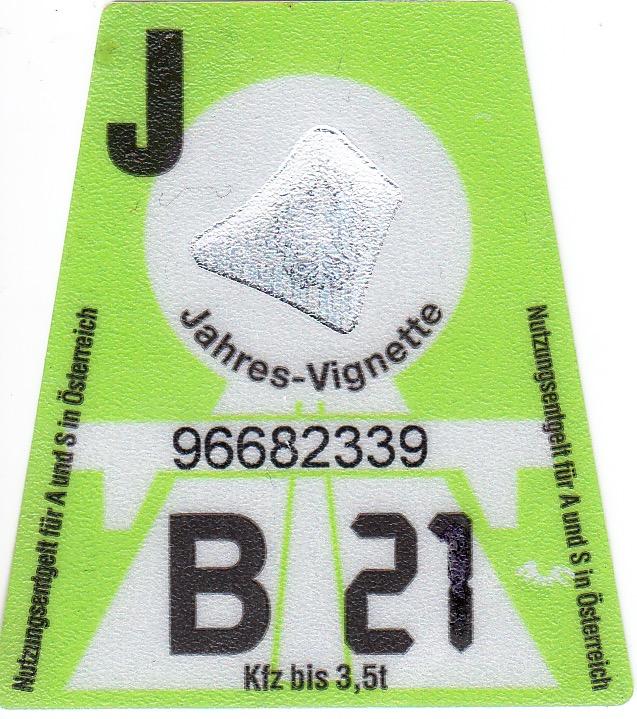 J
Jahres-Vignette
Nutzungsentgelt für A und S in Österreich
Nutzungsentgelt für A und S in Österreich
96682339
B 21
Kfz bis 3,5t